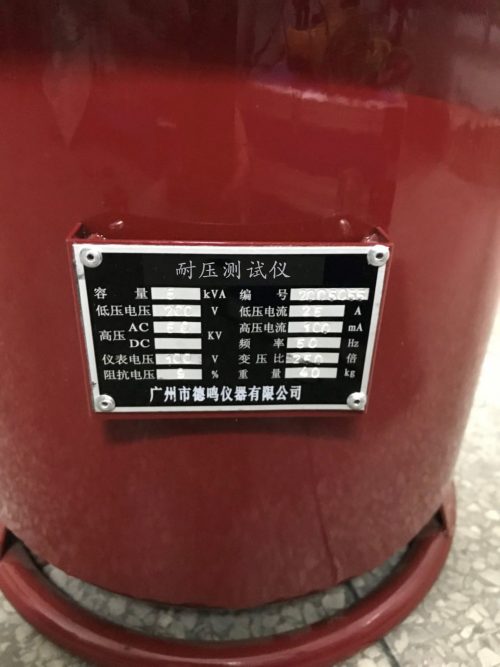 耐压测试仪
容 量 5 kVA 编 号 2005055
低压电压 200 V 低压电流 25 A
高压 AC 50 KV 高压电流 100 mA
DC 频 率 50 Hz
仪表电压 100 V 变压比 250 倍
阻抗电压 9 % 重 量 40 kg
广州市德鸣仪器有限公司